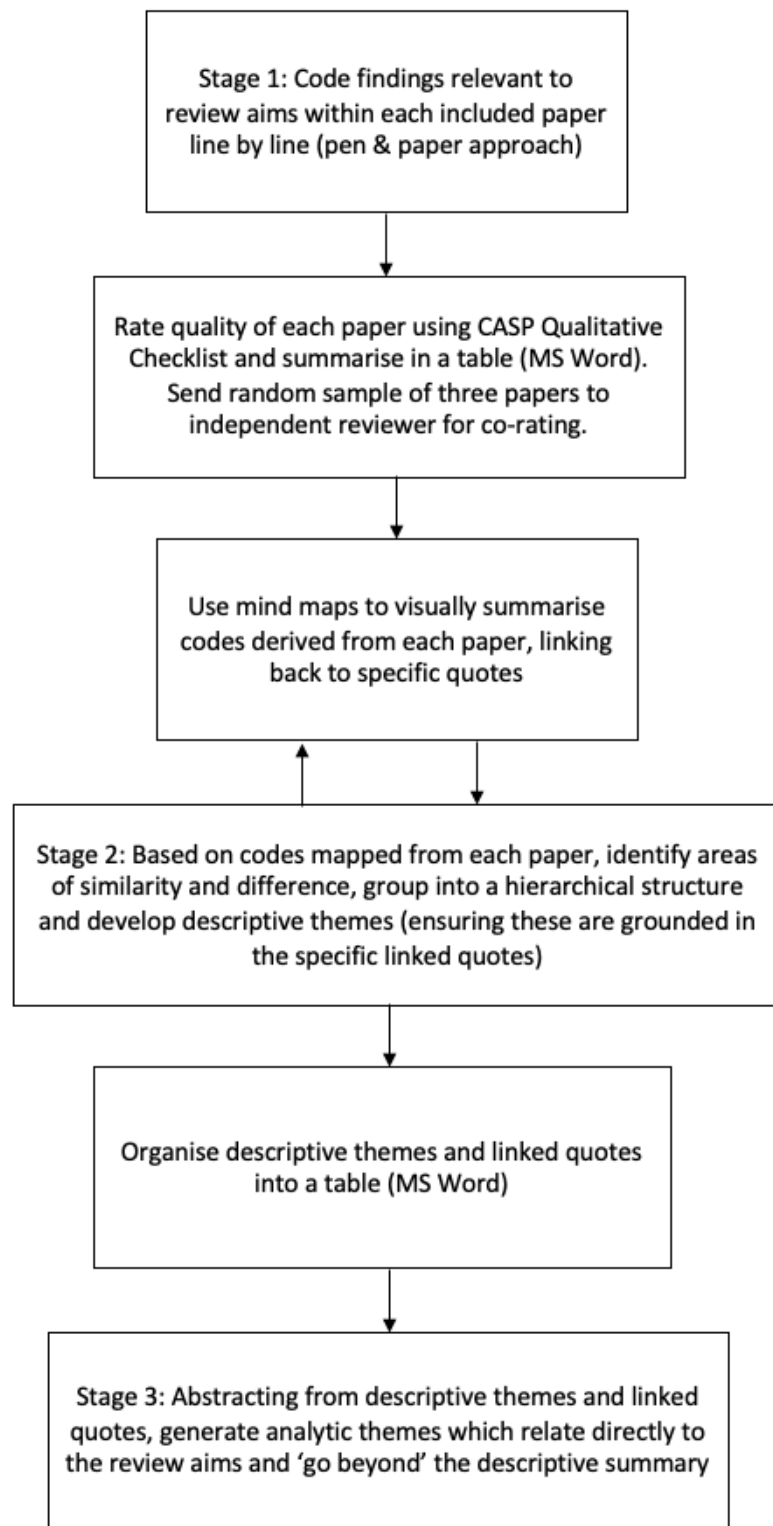 Stage 1: Code findings relevant to
review aims within each included paper
line by line (pen & paper approach)
Rate quality of each paper using CASP Qualitative
Checklist and summarise in a table (MS Word).
Send random sample of three papers to
independent reviewer for co-rating.
Use mind maps to visually summarise
codes derived from each paper, linking
back to specific quotes
Stage 2: Based on codes mapped from each paper, identify areas
of similarity and difference, group into a hierarchical structure
and develop descriptive themes (ensuring these are grounded in
the specific linked quotes)
Organise descriptive themes and linked quotes
into a table (MS Word)
Stage 3: Abstracting from descriptive themes and linked
quotes, generate analytic themes which relate directly to
the review aims and ‘go beyond’ the descriptive summary